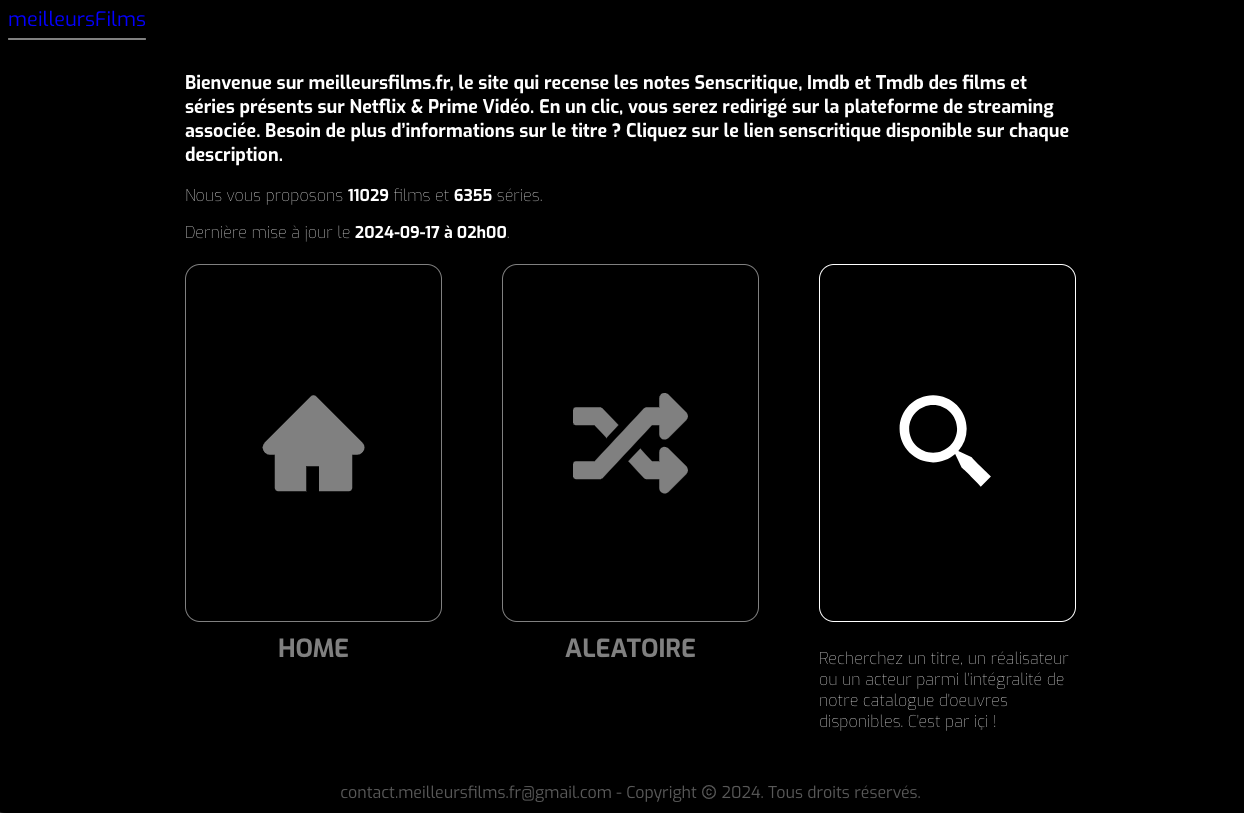 meilleursFilms
Bienvenue sur meilleursfilms.fr, le site qui recense les notes Senscritique, Imdb et Tmdb des films et
séries présents sur Netflix & Prime Vidéo. En un clic, vous serez redirigé sur la plateforme de streaming
associée. Besoin de plus d'informations sur le titre ? Cliquez sur le lien senscritique disponible sur chaque
description.
Nous vous proposons 11029 films et 6355 séries.
Dernière mise à jour le 2024-09-17 à 02h00.
HOME
ALEATOIRE
Recherchez un titre, un réalisateur
ou un acteur parmi l'intégralité de
notre catalogue d'oeuvres
disponibles. C'est par içi !
contact.meilleursfilms.fr@gmail.com - Copyright © 2024. Tous droits réservés.